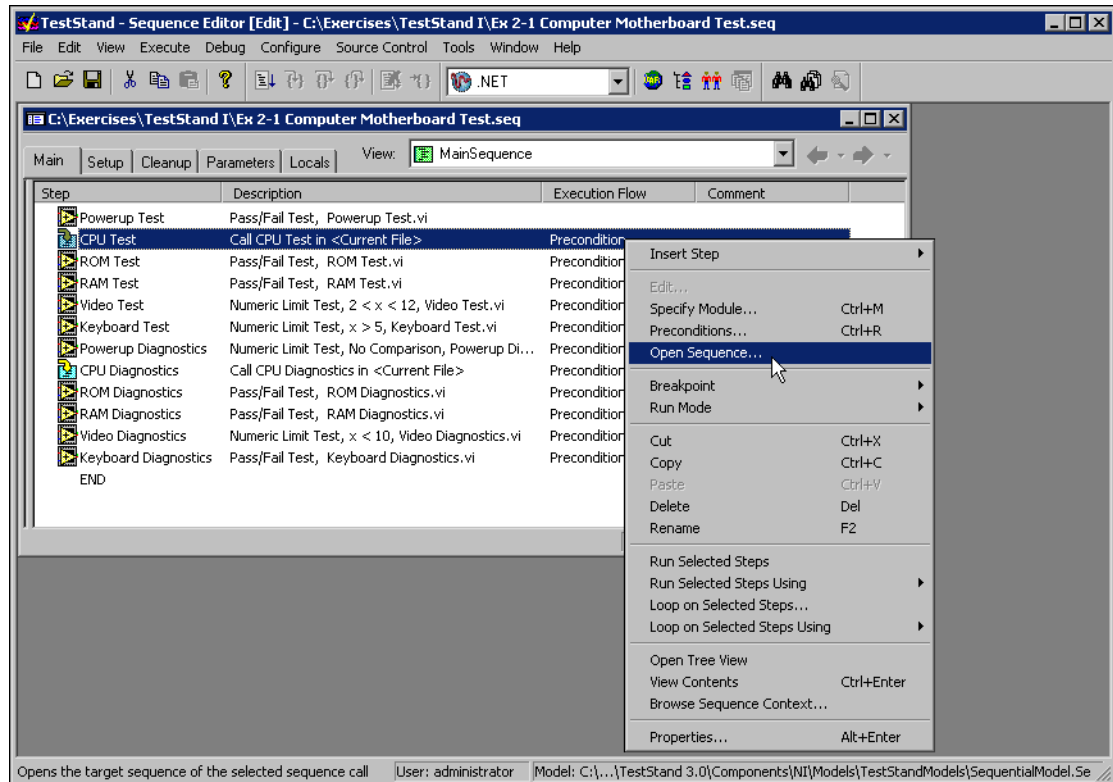 TestStand - Sequence Editor [Edit] - C:\Exercises\TestStand I\Ex 2-1 Computer Motherboard Test.seq
File Edit View Execute Debug Configure Source Control Tools Window Help
.NET
C:\Exercises\TestStand I\Ex 2-1 Computer Motherboard Test.seq
Main Setup Cleanup Parameters Locals View: MainSequence
Step Description Execution Flow Comment
Powerup Test Pass/Fail Test, Powerup Test.vi
CPU Test Call CPU Test in <Current File> Precondition
ROM Test Pass/Fail Test, ROM Test.vi Precondition
RAM Test Pass/Fail Test, RAM Test.vi Precondition
Video Test Numeric Limit Test, 2 < x < 12, Video Test.vi Precondition
Keyboard Test Numeric Limit Test, x > 5, Keyboard Test.vi Precondition
Powerup Diagnostics Numeric Limit Test, No Comparison, Powerup Di... Precondition
CPU Diagnostics Call CPU Diagnostics in <Current File> Precondition
ROM Diagnostics Pass/Fail Test, ROM Diagnostics.vi Precondition
RAM Diagnostics Pass/Fail Test, RAM Diagnostics.vi Precondition
Video Diagnostics Numeric Limit Test, x < 10, Video Diagnostics.vi Precondition
Keyboard Diagnostics Pass/Fail Test, Keyboard Diagnostics.vi Precondition
END
Insert Step
Edit...
Specify Module... Ctrl+M
Preconditions... Ctrl+R
Open Sequence...
Breakpoint
Run Mode
Cut Ctrl+X
Copy Ctrl+C
Paste Ctrl+V
Delete Del
Rename F2
Run Selected Steps
Run Selected Steps Using
Loop on Selected Steps...
Loop on Selected Steps Using
Open Tree View
View Contents Ctrl+Enter
Browse Sequence Context...
Properties... Alt+Enter
Opens the target sequence of the selected sequence call User: administrator Model: C:\...\TestStand 3.0\Components\NI\Models\TestStandModels\SequentialModel.Se